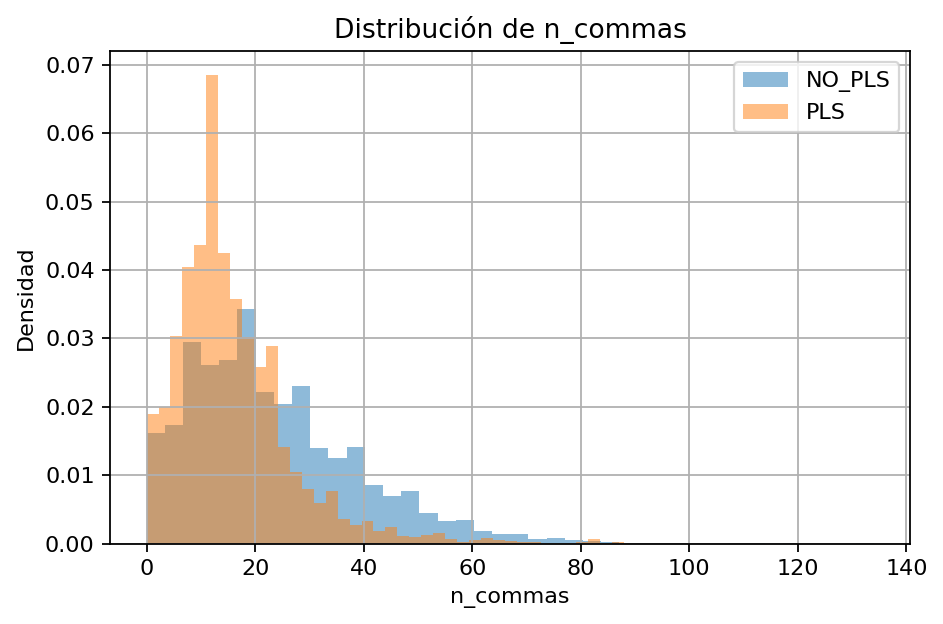 Distribución de n_commas
NO_PLS
PLS
Densidad
0.07
0.06
0.05
0.04
0.03
0.02
0.01
0.00
0 20 40 60 80 100 120 140
n_commas